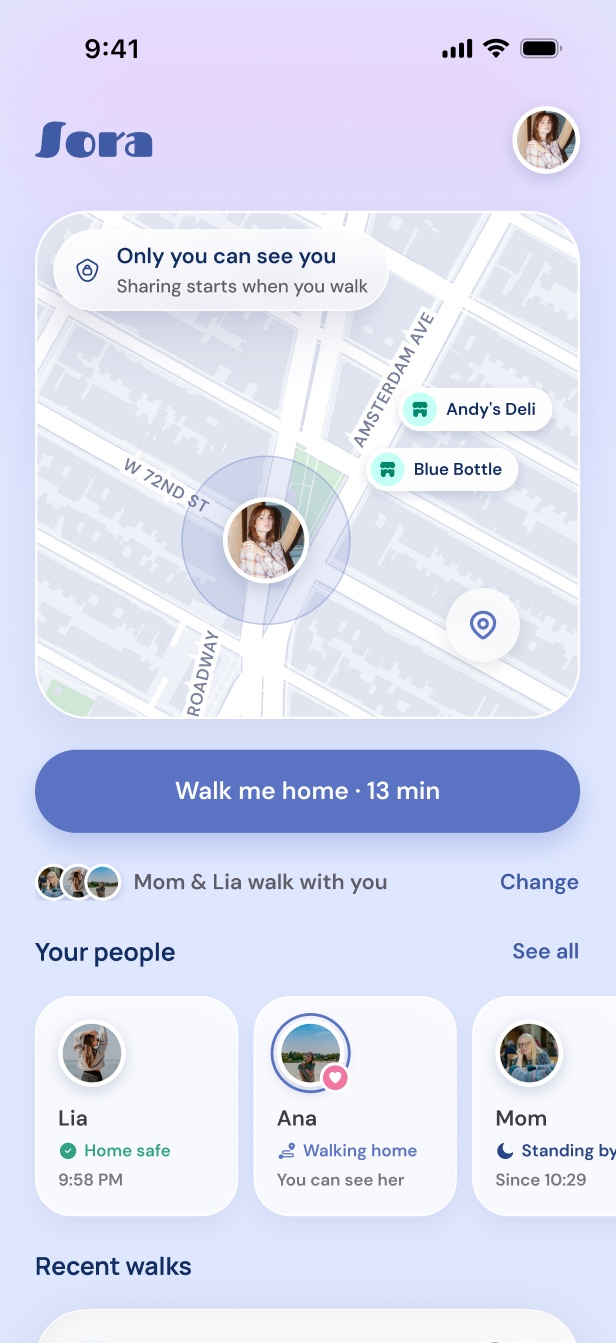 9:41
Sora
Only you can see you
Sharing starts when you walk
AMSTERDAM AVE
Andy's Deli
Blue Bottle
W 72ND ST
ROADWAY
Walk me home · 13 min
Mom & Lia walk with you
Change
Your people
See all
Lia
Home safe
9:58 PM
Ana
Walking home
You can see her
Mom
Standing by
Since 10:29
Recent walks